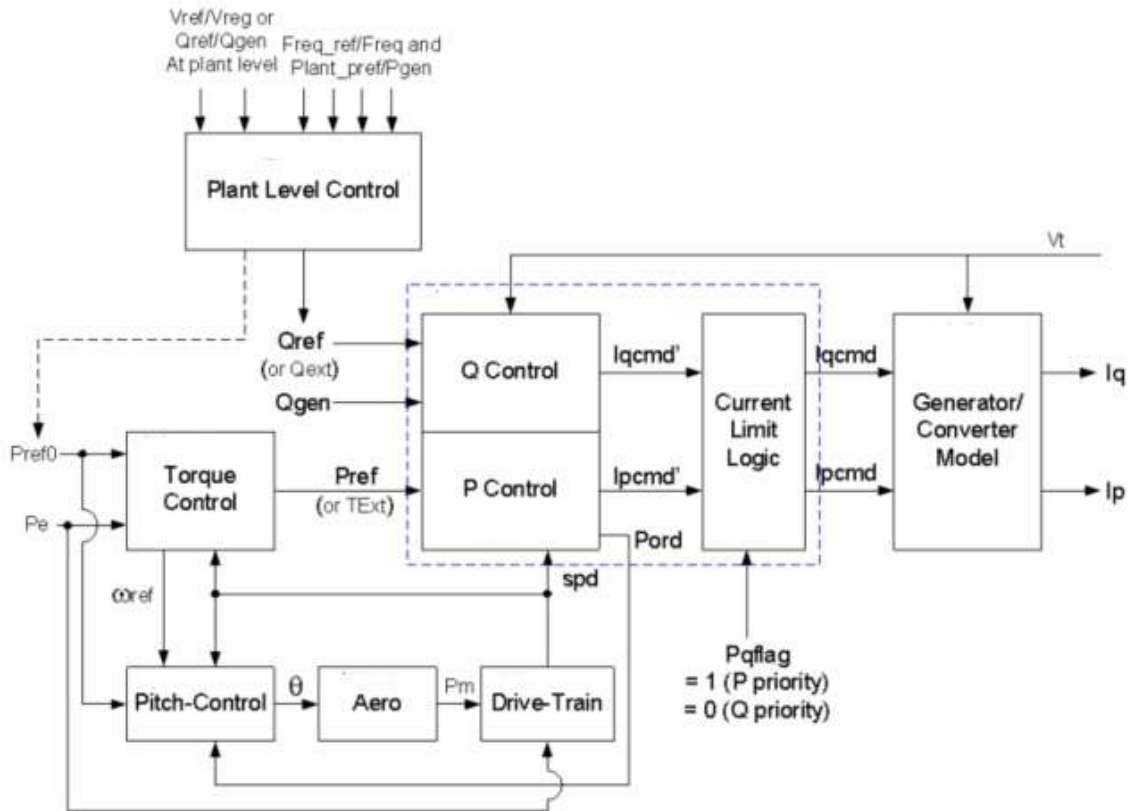 Vref/Vreg or
Qref/Qgen
At plant level
Freq_ref/Freq and
Plant_pref/Pgen
Plant Level Control
Vt
Qref
(or Qext)
Qgen
Q Control
Iqcmd'
Current
Limit
Logic
Iqcmd
Generator/
Converter
Model
Iq
Pref0
Torque
Control
Pref
(or TExt)
P Control
Ipcmd'
Ipcmd
Ip
Pe
Pord
ωref
spd
Pqflag
= 1 (P priority)
= 0 (Q priority)
Pitch-Control
θ
Aero
Pm
Drive-Train